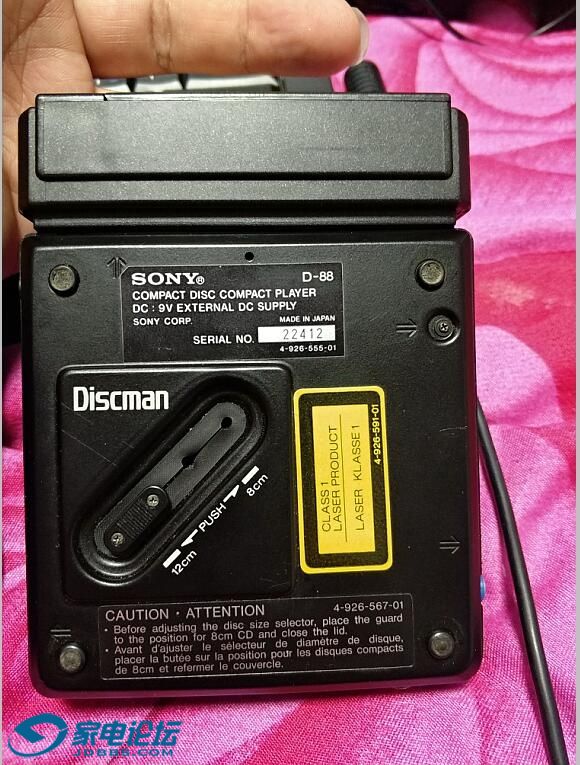 SONY® D-88
COMPACT DISC COMPACT PLAYER
DC : 9V EXTERNAL DC SUPPLY
SONY CORP. MADE IN JAPAN
SERIAL NO. 22412
4-926-555-01
Discman
12cm PUSH 8cm
CLASS 1
LASER PRODUCT
LASER KLASSE 1
4-926-591-01
CAUTION · ATTENTION 4-926-567-01
• Before adjusting the disc size selector, place the guard
to the position for 8cm CD and close the lid.
• Avant d'ajuster le sélecteur de diamètre de disque,
placer la butée sur la position pour les disques compacts
de 8cm et refermer le couvercle.
家电论坛
JDBBS.COM